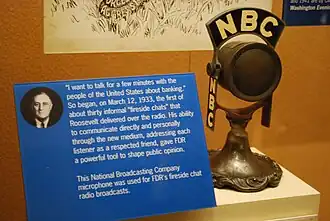 Washington Evening
NBC
NBC
"I want to talk for a few minutes with the
people of the United States about banking."
So began, on March 12, 1933, the first of
about thirty informal "fireside chats" that
Roosevelt delivered over the radio. His ability
to communicate directly and personally
through the new medium, addressing each
listener as a respected friend, gave FDR
a powerful tool to shape public opinion.
This National Broadcasting Company
microphone was used for FDR's fireside chat
radio broadcasts.